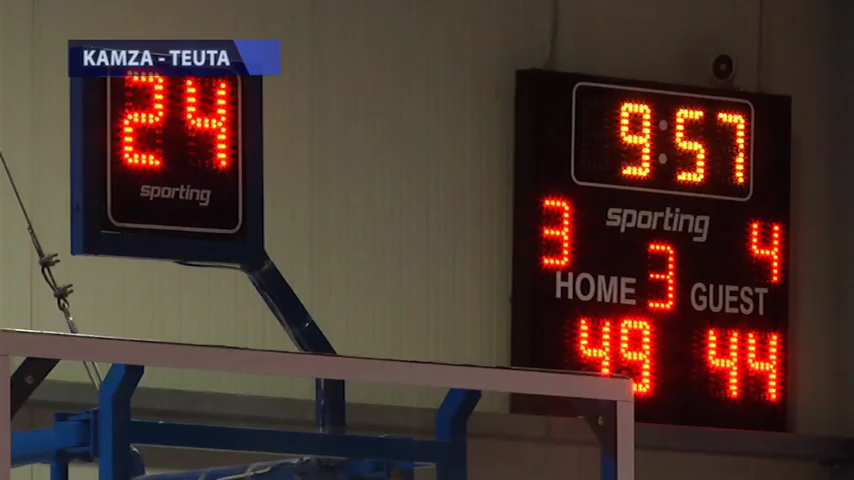 KAMZA - TEUTA
24
sporting
9:57
sporting
3 3 4
HOME GUEST
49 44